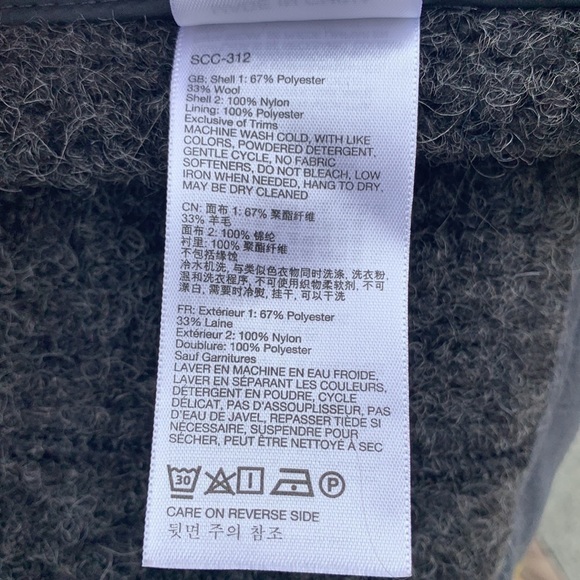 MADE IN CHINA
SCC-312
GB: Shell 1: 67% Polyester
33% Wool
Shell 2: 100% Nylon
Lining: 100% Polyester
Exclusive of Trims
MACHINE WASH COLD, WITH LIKE
COLORS, POWDERED DETERGENT,
GENTLE CYCLE, NO FABRIC
SOFTENERS, DO NOT BLEACH, LOW
IRON WHEN NEEDED, HANG TO DRY,
MAY BE DRY CLEANED
CN: 面布 1: 67% 聚酯纤维
33% 羊毛
面布 2: 100% 锦纶
衬里: 100% 聚酯纤维
不包括缘蚀
冷水机洗, 与类似色衣物同时洗涤, 洗衣粉,
温和洗衣程序, 不可使用织物柔软剂, 不可
漂白, 需要时冷熨, 挂干, 可以干洗
FR: Extérieur 1: 67% Polyester
33% Laine
Extérieur 2: 100% Nylon
Doublure: 100% Polyester
Sauf Garnitures
LAVER EN MACHINE EN EAU FROIDE,
LAVER EN SÉPARANT LES COULEURS,
DÉTERGENT EN POUDRE, CYCLE
DÉLICAT, PAS D'ASSOUPLISSEUR, PAS
D'EAU DE JAVEL, REPASSER TIÈDE SI
NÉCESSAIRE, SUSPENDRE POUR
SÉCHER, PEUT ÊTRE NETTOYÉ A SEC
30 P
CARE ON REVERSE SIDE
뒷면 주의 참조